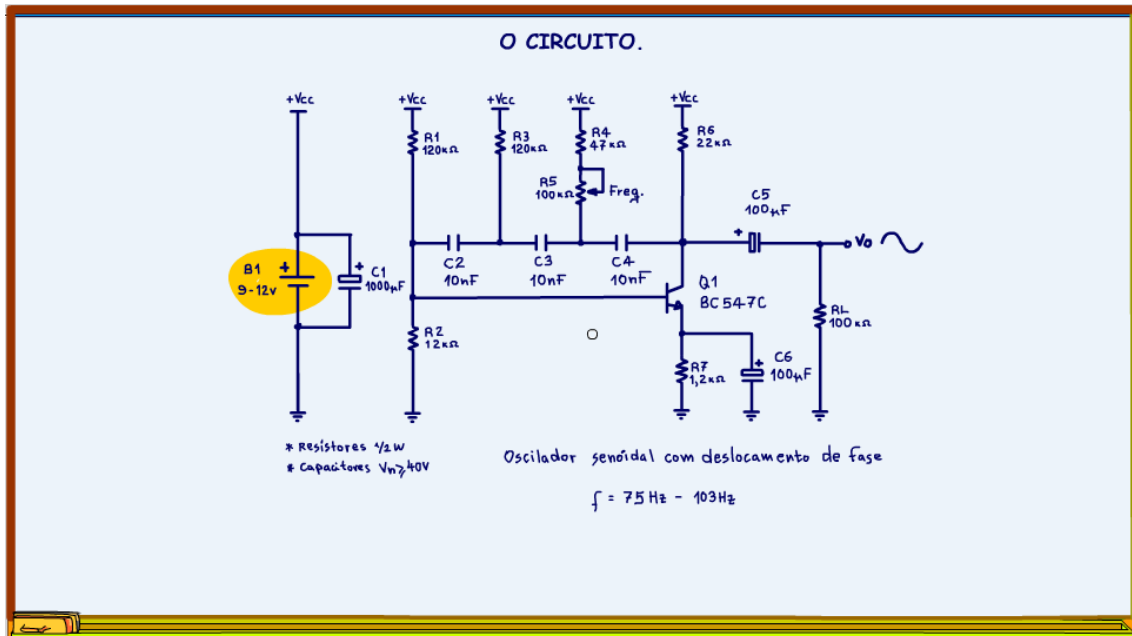 O CIRCUITO.
+Vcc
+Vcc
+Vcc
+Vcc
+Vcc
R1
120KΩ
R3
120KΩ
R4
47KΩ
R6
22KΩ
R5
100KΩ
Freq.
C5
100µF
+
Vo
B1
9-12V
+
C1
1000µF
+
C2
10nF
C3
10nF
C4
10nF
Q1
BC547C
R2
12KΩ
R7
1,2KΩ
C6
100µF
+
RL
100KΩ
* Resistores 1/2W
* Capacitores Vn≥40V
Oscilador senoidal com deslocamento de fase
f = 75Hz - 103Hz